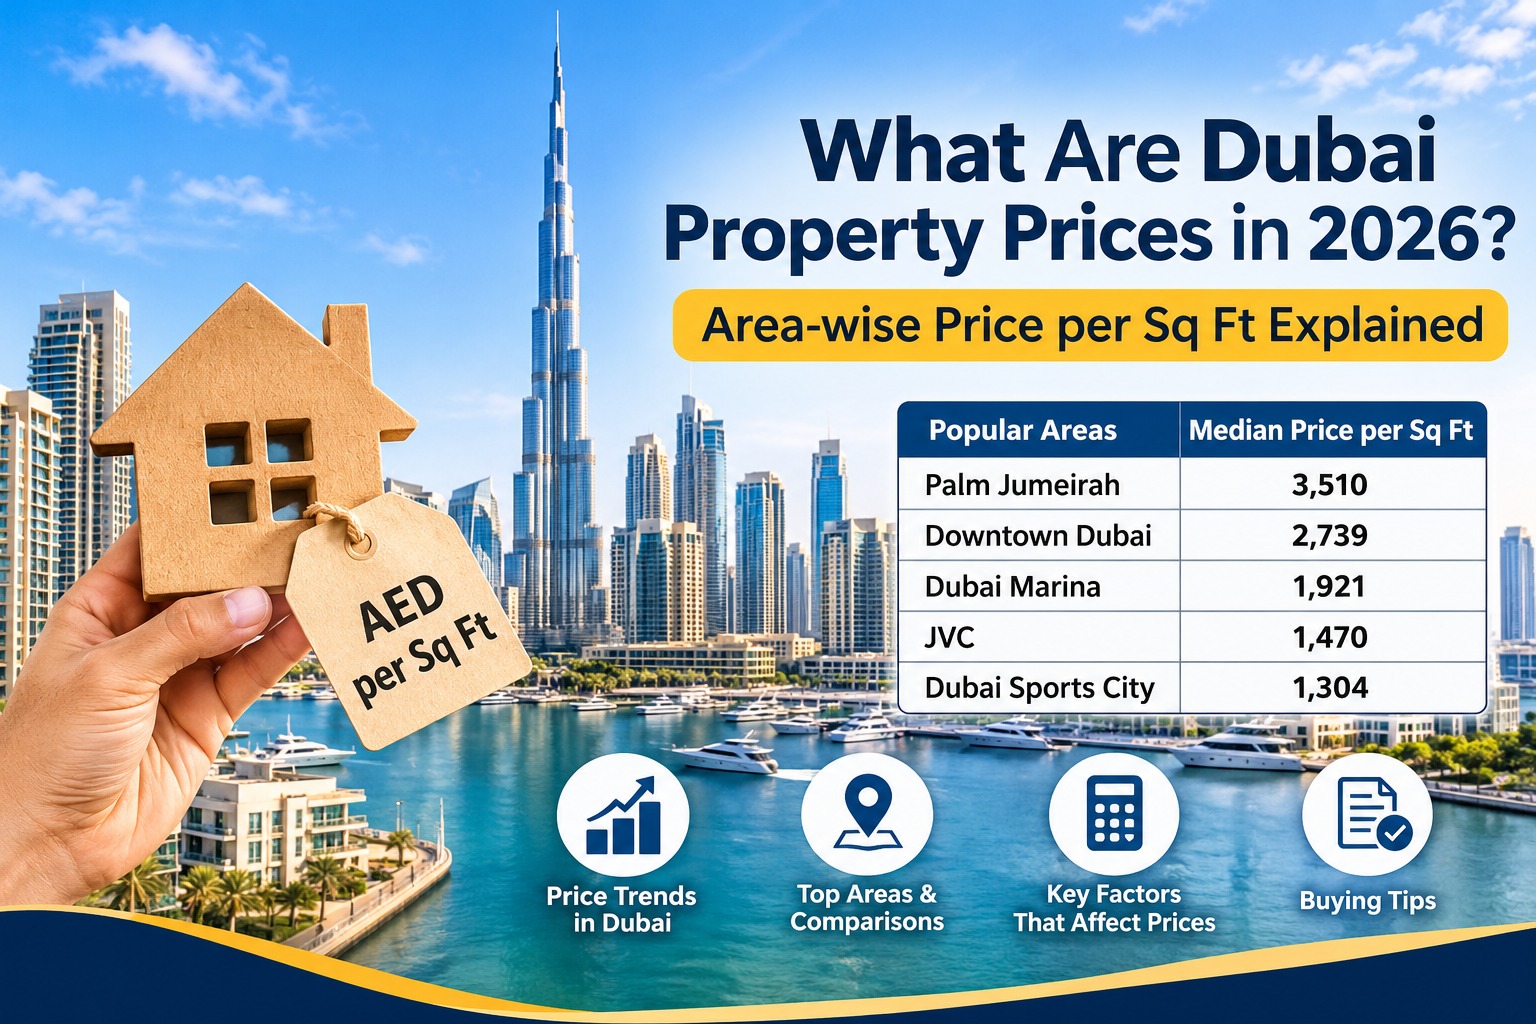 What Are Dubai
Property Prices in 2026?
Area-wise Price per Sq Ft Explained
Popular Areas Median Price per Sq Ft
Palm Jumeirah 3,510
Downtown Dubai 2,739
Dubai Marina 1,921
JVC 1,470
Dubai Sports City 1,304
AED
per Sq Ft
Price Trends
in Dubai
Top Areas &
Comparisons
Key Factors
That Affect Prices
Buying Tips